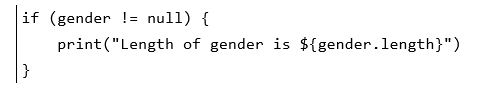 if (gender != null) {
    print("Length of gender is ${gender.length}")
}